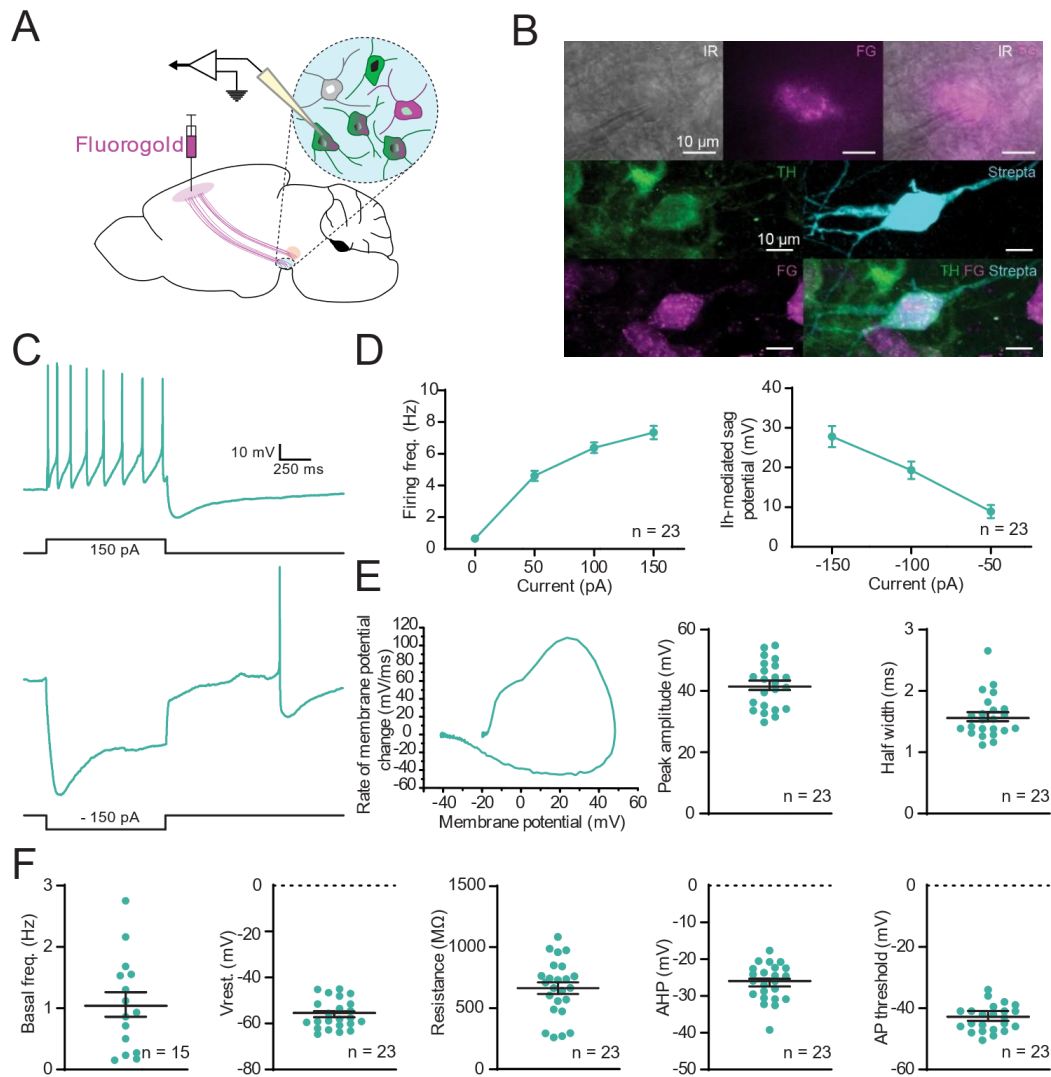 A
Fluorogold
B
IR
FG
IR FG
10 µm
TH
Strepta
10 µm
FG
TH FG Strepta
C
10 mV
250 ms
150 pA
- 150 pA
D
Firing freq. (Hz)
10
8
6
4
2
0
0 50 100 150
Current (pA)
n = 23
Ih-mediated sag
potential (mV)
40
30
20
10
0
-150 -100 -50
Current (pA)
n = 23
E
Rate of membrane potential
change (mV/ms)
120
100
80
60
40
20
0
-20
-40
-60
-40 -20 0 20 40 60
Membrane potential (mV)
Peak amplitude (mV)
60
40
20
0
n = 23
Half width (ms)
3
2
1
0
n = 23
F
Basal freq. (Hz)
3
2
1
0
n = 15
Vrest. (mV)
0
-20
-40
-60
-80
n = 23
Resistance (MΩ)
1500
1000
500
0
n = 23
AHP (mV)
0
-10
-20
-30
-40
-50
n = 23
AP threshold (mV)
0
-20
-40
-60
n = 23